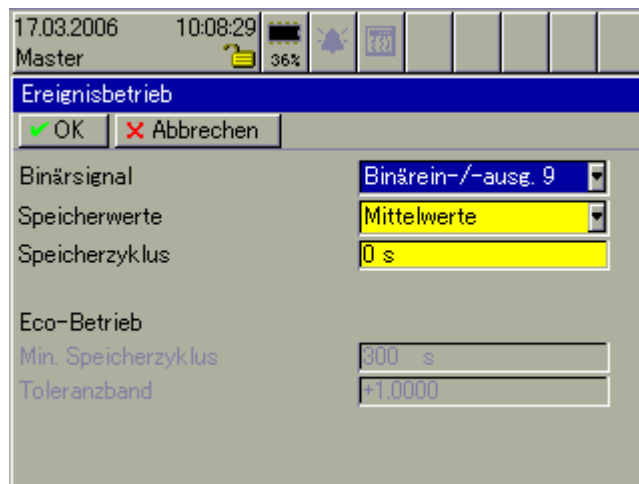 17.03.2006 10:08:29
Master
36%
Ereignisbetrieb
OK Abbrechen
Binärsignal Binärein-/-ausg. 9
Speicherwerte Mittelwerte
Speicherzyklus 0 s
Eco-Betrieb
Min. Speicherzyklus 300 s
Toleranzband +1.0000